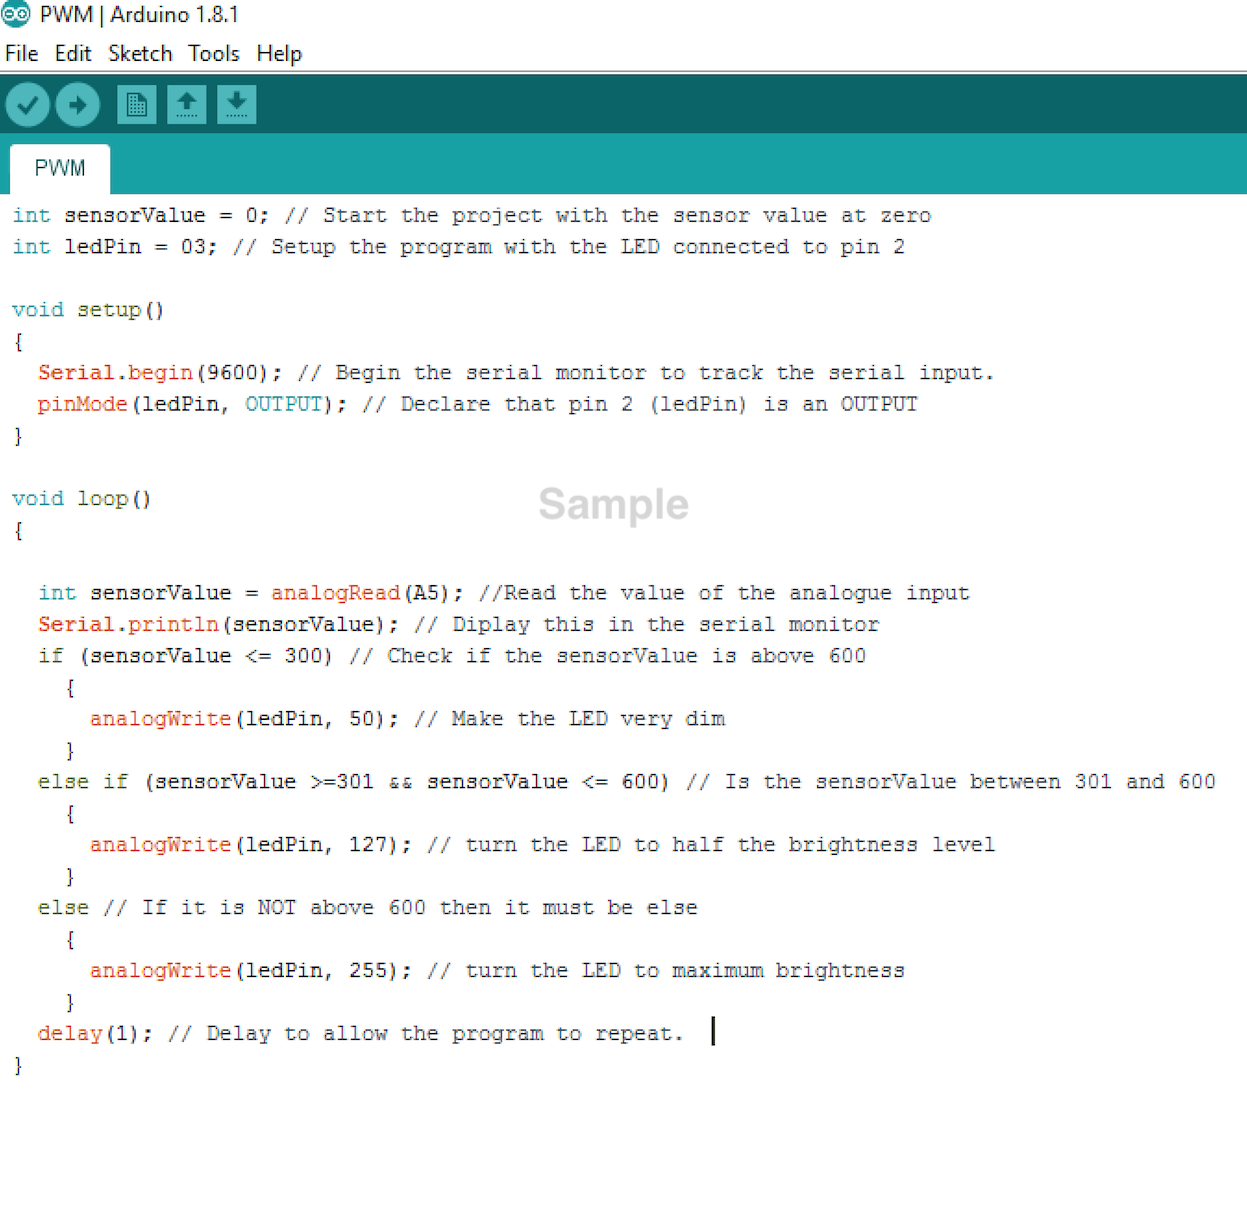 PWM | Arduino 1.8.1
File Edit Sketch Tools Help
PWM
int sensorValue = 0; // Start the project with the sensor value at zero
int ledPin = 03; // Setup the program with the LED connected to pin 2
void setup()
{
Serial.begin(9600); // Begin the serial monitor to track the serial input.
pinMode(ledPin, OUTPUT); // Declare that pin 2 (ledPin) is an OUTPUT
}
void loop()
Sample
{
int sensorValue = analogRead(A5); //Read the value of the analogue input
Serial.println(sensorValue); // Diplay this in the serial monitor
if (sensorValue <= 300) // Check if the sensorValue is above 600
{
analogWrite(ledPin, 50); // Make the LED very dim
}
else if (sensorValue >=301 && sensorValue <= 600) // Is the sensorValue between 301 and 600
{
analogWrite(ledPin, 127); // turn the LED to half the brightness level
}
else // If it is NOT above 600 then it must be else
{
analogWrite(ledPin, 255); // turn the LED to maximum brightness
}
delay(1); // Delay to allow the program to repeat.
}